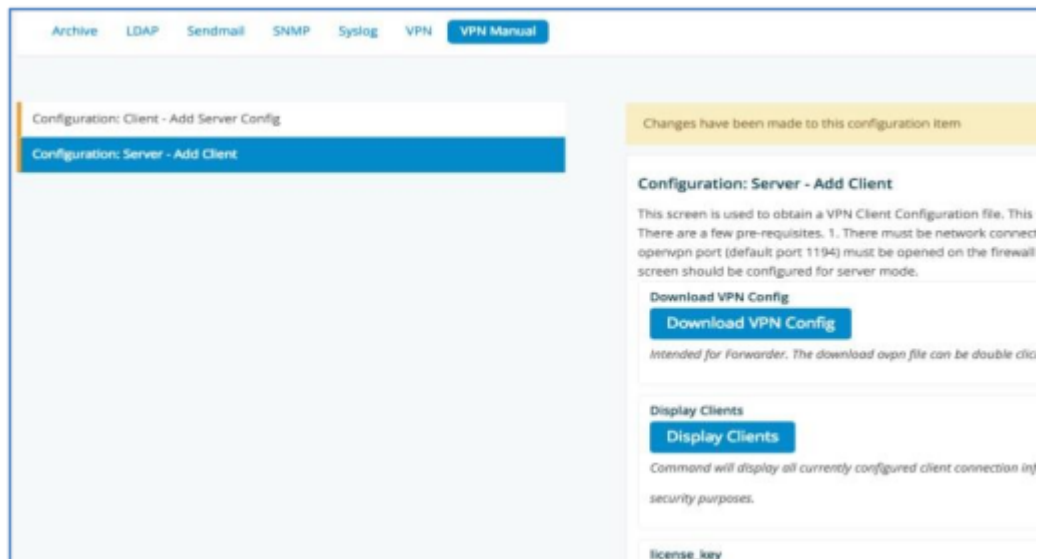 Archive LDAP Sendmail SNMP Syslog VPN VPN Manual
Configuration: Client - Add Server Config
Configuration: Server - Add Client
Changes have been made to this configuration item
Configuration: Server - Add Client
This screen is used to obtain a VPN Client Configuration file. This
There are a few pre-requisites. 1. There must be network connect
openvpn port (default port 1194) must be opened on the firewall
screen should be configured for server mode.
Download VPN Config
Download VPN Config
Intended for Forwarder. The download ovpn file can be double clic
Display Clients
Display Clients
Command will display all currently configured client connection inf
security purposes.
license_key